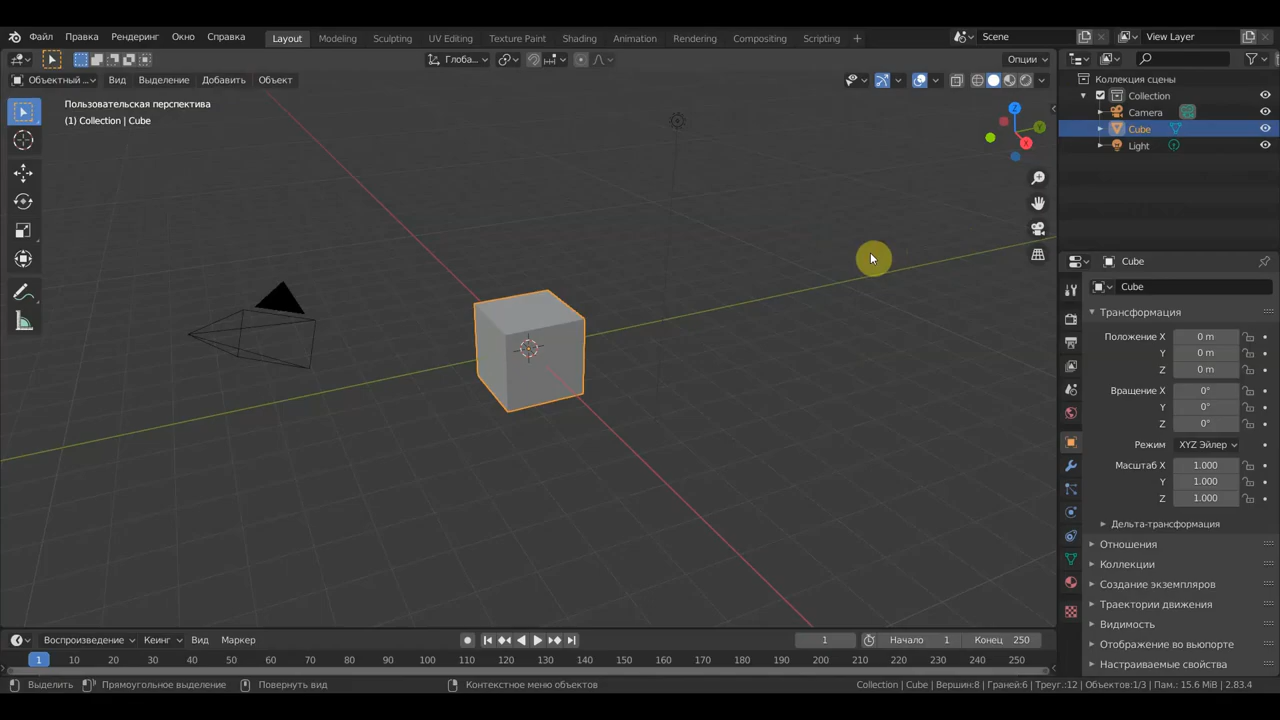 Файл Правка Рендеринг Окно Справка Layout Modeling Sculpting UV Editing Texture Paint Shading Animation Rendering Compositing Scripting + Scene View Layer
Глоба... Опции
Объектный... Вид Выделение Добавить Объект
Коллекция сцены
Collection
Camera
Cube
Light
Пользовательская перспектива
(1) Collection | Cube
Z
Y
X
Cube
Cube
Трансформация
Положение X 0 m
Y 0 m
Z 0 m
Вращение X 0°
Y 0°
Z 0°
Режим XYZ Эйлер
Масштаб X 1.000
Y 1.000
Z 1.000
Дельта-трансформация
Отношения
Коллекции
Создание экземпляров
Траектории движения
Видимость
Отображение во вьюпорте
Настраиваемые свойства
Воспроизведение Кеинг Вид Маркер 1 Начало 1 Конец 250
1 10 20 30 40 50 60 70 80 90 100 110 120 130 140 150 160 170 180 190 200 210 220 230 240 250
Выделить Прямоугольное выделение Повернуть вид Контекстное меню объектов Collection | Cube | Вершин:8 | Граней:6 | Треуг.:12 | Объекты:1/3 | Пам.: 15.6 MiB | 2.83.4